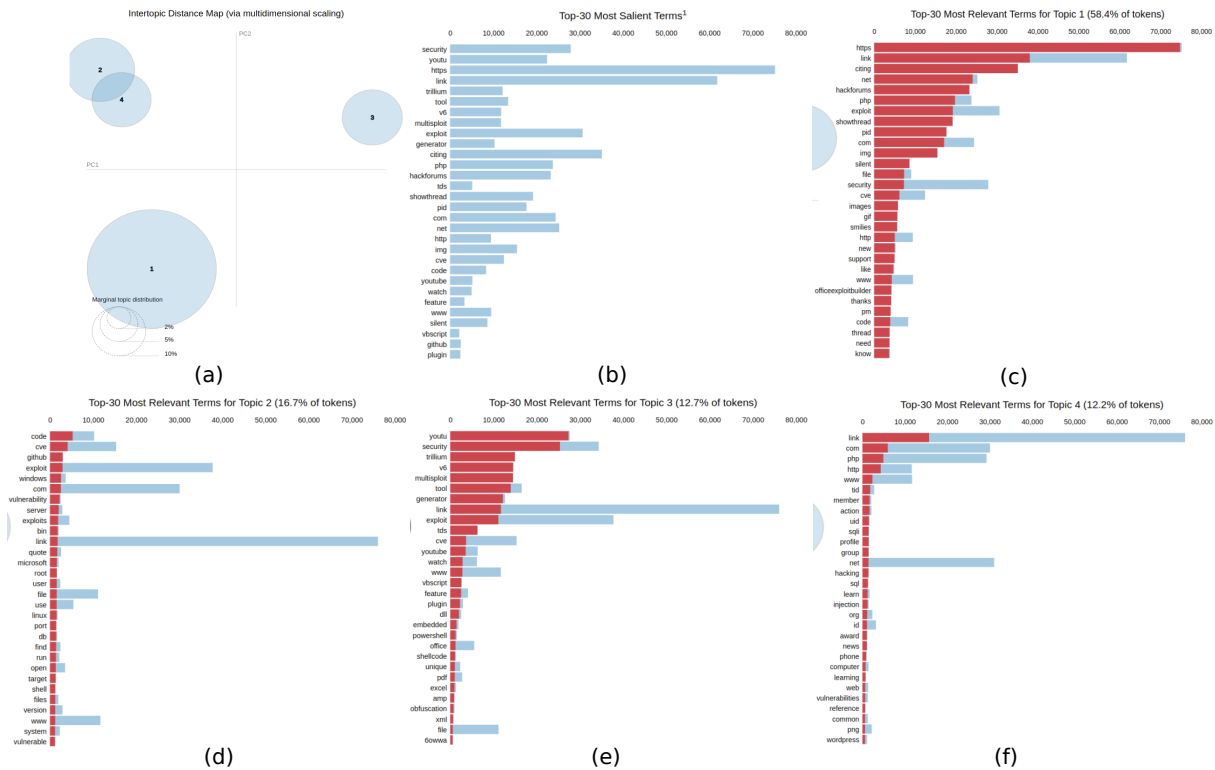 Intertopic Distance Map (via multidimensional scaling)
PC2
2
4
3
PC1
1
Marginal topic distribution
2%
5%
10%
(a)
Top-30 Most Salient Terms¹
0 10,000 20,000 30,000 40,000 50,000 60,000 70,000 80,000
security
youtu
https
link
trillium
tool
v6
multisploit
exploit
generator
citing
php
hackforums
tds
showthread
pid
com
net
http
img
cve
code
youtube
watch
feature
www
silent
vbscript
github
plugin
(b)
Top-30 Most Relevant Terms for Topic 1 (58.4% of tokens)
0 10,000 20,000 30,000 40,000 50,000 60,000 70,000 80,000
https
link
citing
net
hackforums
php
exploit
showthread
pid
com
img
silent
file
security
cve
images
gif
smilies
http
new
support
like
www
officeexploitbuilder
thanks
pm
code
thread
need
know
(c)
Top-30 Most Relevant Terms for Topic 2 (16.7% of tokens)
0 10,000 20,000 30,000 40,000 50,000 60,000 70,000 80,000
code
cve
github
exploit
windows
com
vulnerability
server
exploits
bin
link
quote
microsoft
root
user
file
use
linux
port
db
find
run
open
target
shell
files
version
www
system
vulnerable
(d)
Top-30 Most Relevant Terms for Topic 3 (12.7% of tokens)
0 10,000 20,000 30,000 40,000 50,000 60,000 70,000 80,000
youtu
security
trillium
v6
multisploit
tool
generator
link
exploit
tds
cve
youtube
watch
www
vbscript
feature
plugin
dll
embedded
powershell
office
shellcode
unique
pdf
excel
amp
obfuscation
xml
file
6owwa
(e)
Top-30 Most Relevant Terms for Topic 4 (12.2% of tokens)
0 10,000 20,000 30,000 40,000 50,000 60,000 70,000 80,000
link
com
php
http
www
tid
member
action
uid
sqli
profile
group
net
hacking
sql
learn
injection
org
id
award
news
phone
computer
learning
web
vulnerabilities
reference
common
png
wordpress
(f)